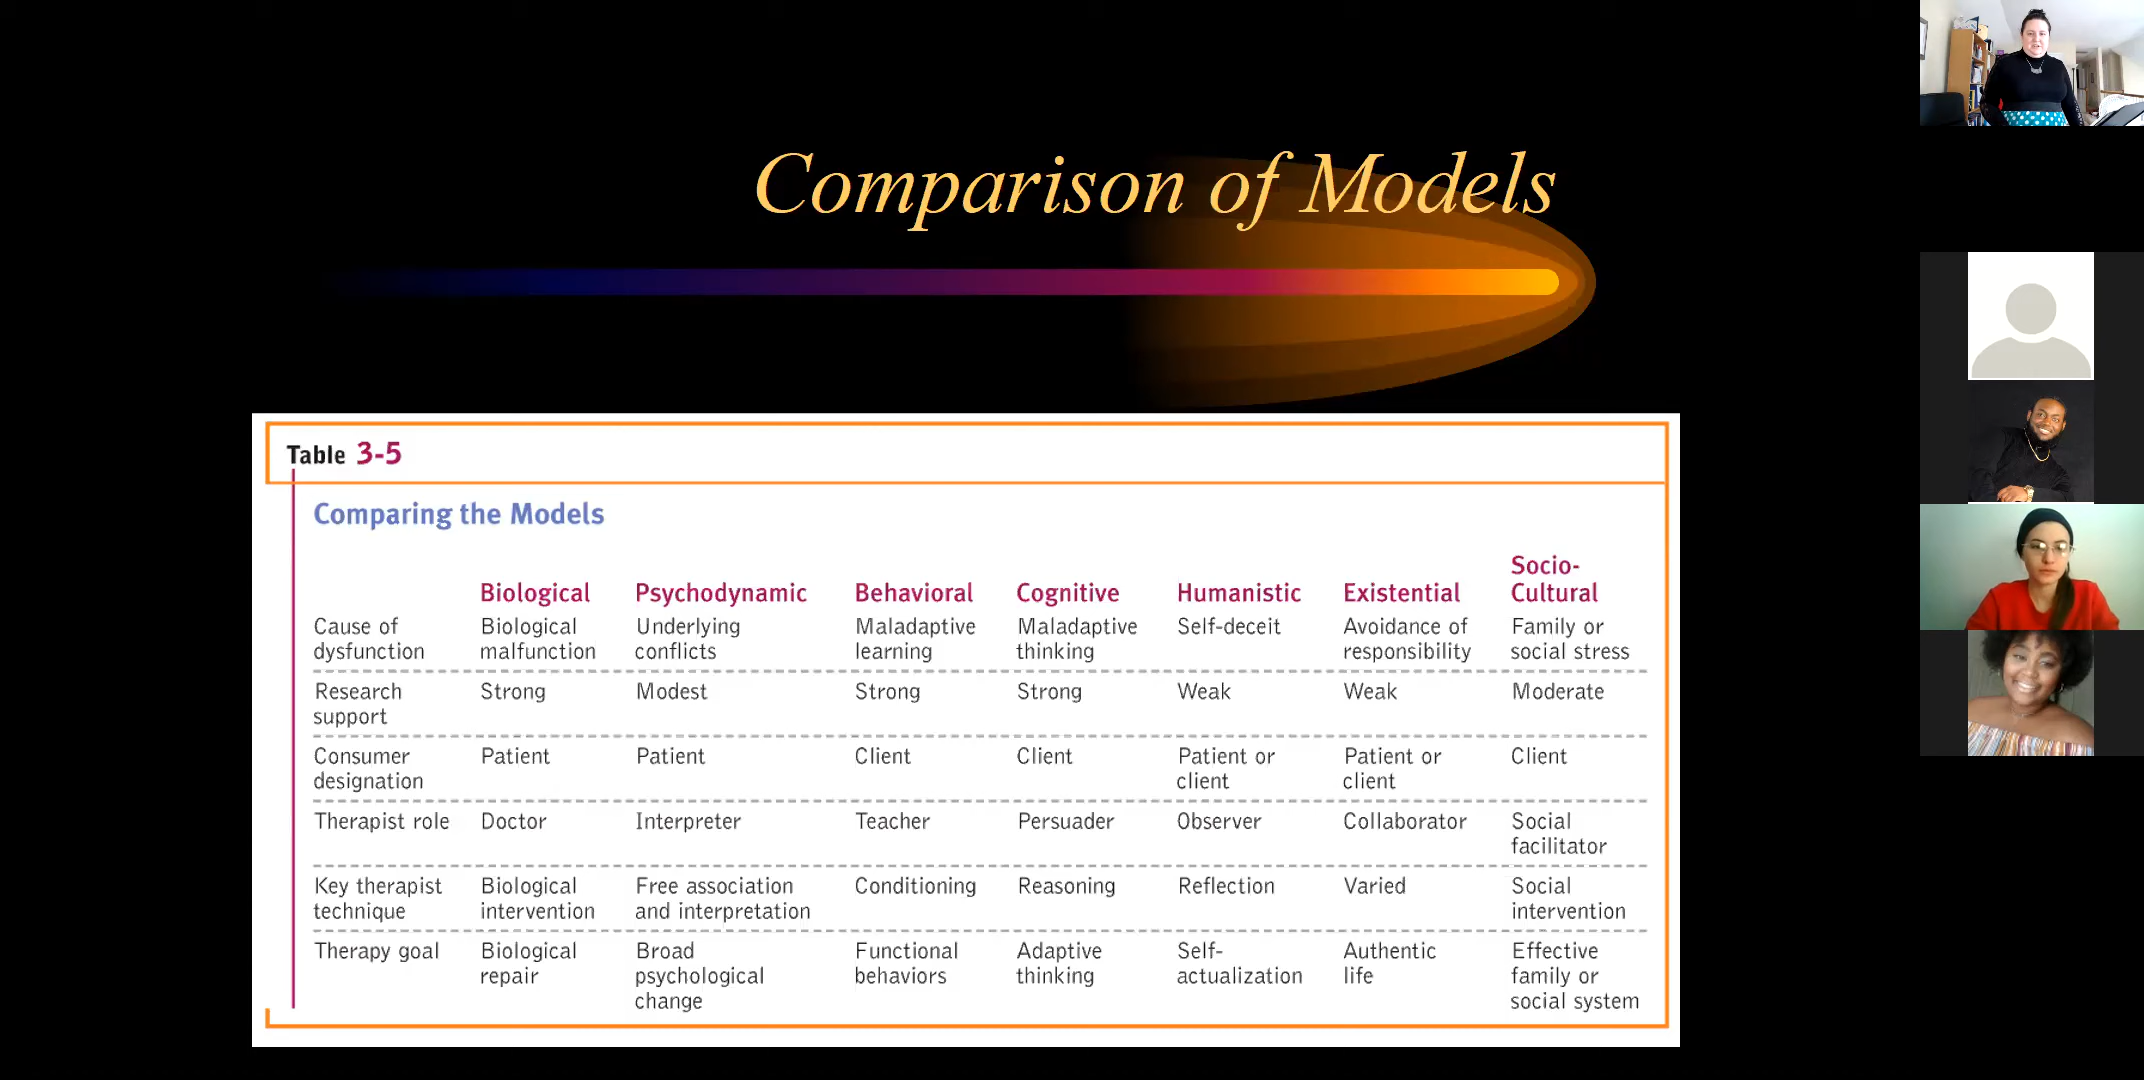 Comparison of Models
Table 3-5
Comparing the Models
Socio-
Biological Psychodynamic Behavioral Cognitive Humanistic Existential Cultural
Cause of Biological Underlying Maladaptive Maladaptive Self-deceit Avoidance of Family or
dysfunction malfunction conflicts learning thinking responsibility social stress
Research Strong Modest Strong Strong Weak Weak Moderate
support
Consumer Patient Patient Client Client Patient or Patient or Client
designation client client
Therapist role Doctor Interpreter Teacher Persuader Observer Collaborator Social
facilitator
Key therapist Biological Free association Conditioning Reasoning Reflection Varied Social
technique intervention and interpretation intervention
Therapy goal Biological Broad Functional Adaptive Self- Authentic Effective
repair psychological behaviors thinking actualization life family or
change social system